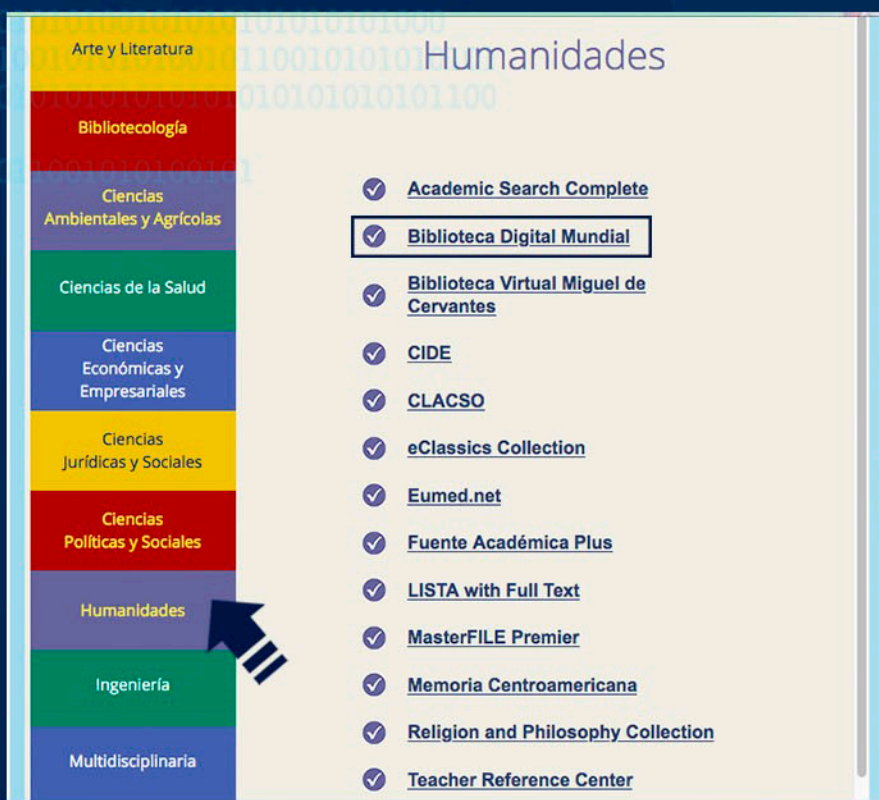 Arte y Literatura
Bibliotecología
Ciencias
Ambientales y Agrícolas
Ciencias de la Salud
Ciencias
Económicas y
Empresariales
Ciencias
Jurídicas y Sociales
Ciencias
Políticas y Sociales
Humanidades
Ingeniería
Multidisciplinaria
Humanidades
Academic Search Complete
Biblioteca Digital Mundial
Biblioteca Virtual Miguel de
Cervantes
CIDE
CLACSO
eClassics Collection
Eumed.net
Fuente Académica Plus
LISTA with Full Text
MasterFILE Premier
Memoria Centroamericana
Religion and Philosophy Collection
Teacher Reference Center